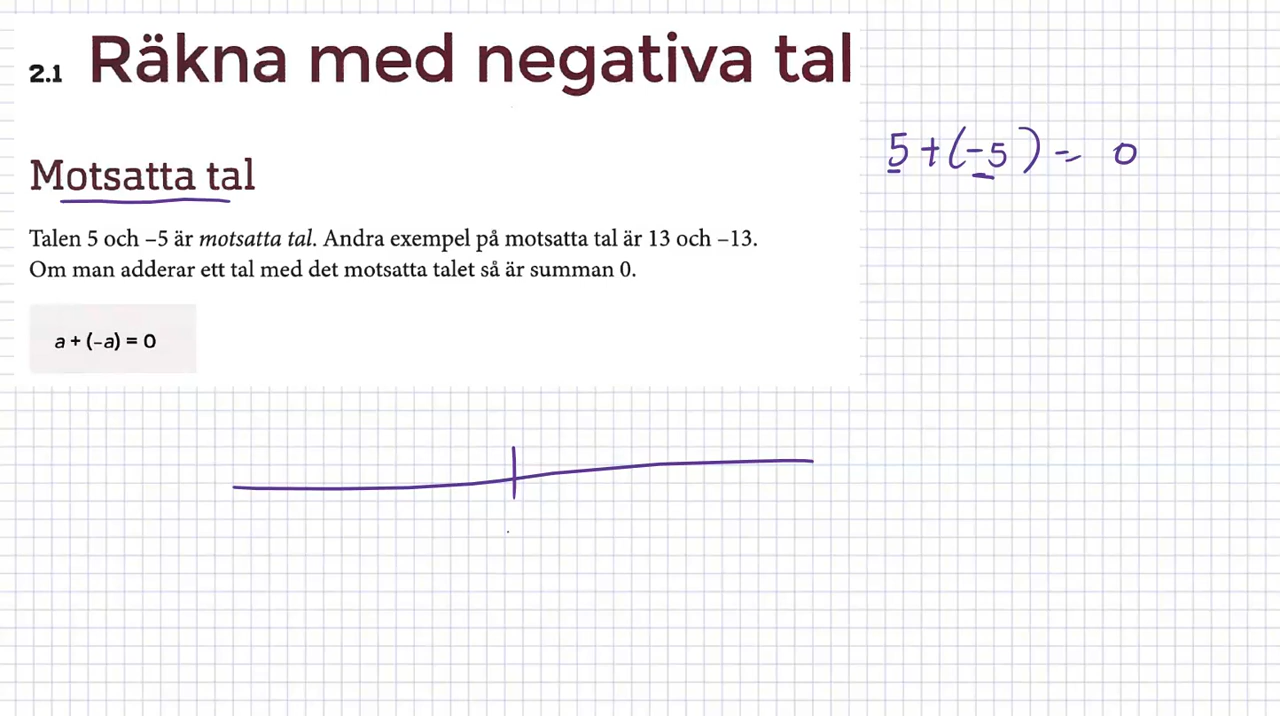 2.1 Räkna med negativa tal
5 + (-5) = 0
Motsatta tal
Talen 5 och –5 är motsatta tal. Andra exempel på motsatta tal är 13 och –13.
Om man adderar ett tal med det motsatta talet så är summan 0.
a + (–a) = 0